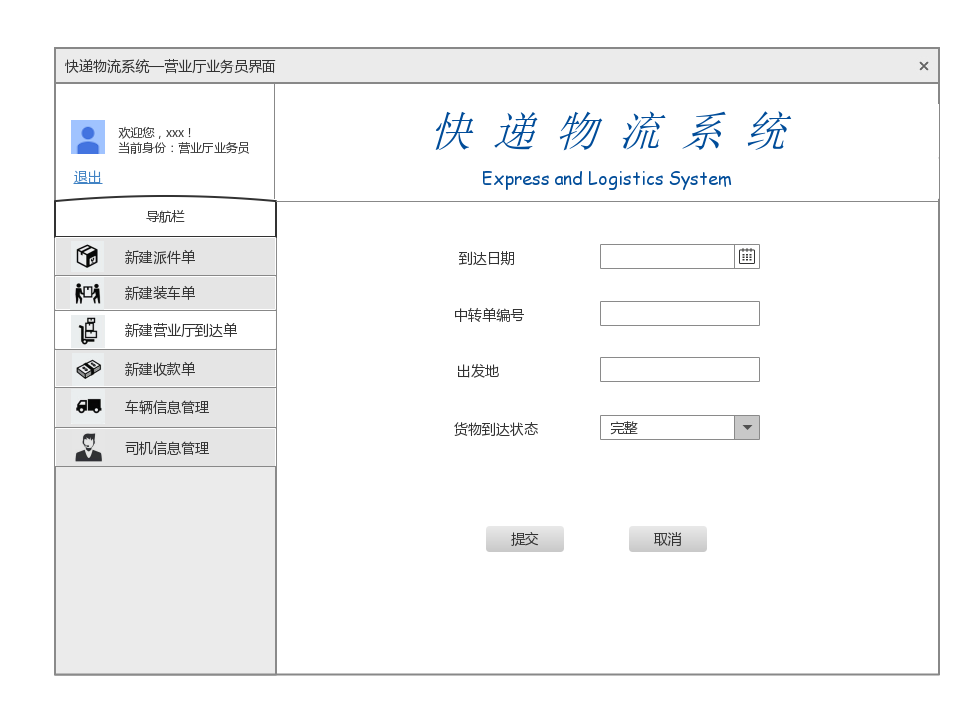 快递物流系统—营业厅业务员界面
欢迎您，xxx！
当前身份：营业厅业务员
退出
快递物流系统
Express and Logistics System
导航栏
新建派件单
新建装车单
新建营业厅到达单
新建收款单
车辆信息管理
司机信息管理
到达日期
中转单编号
出发地
货物到达状态
完整
提交
取消